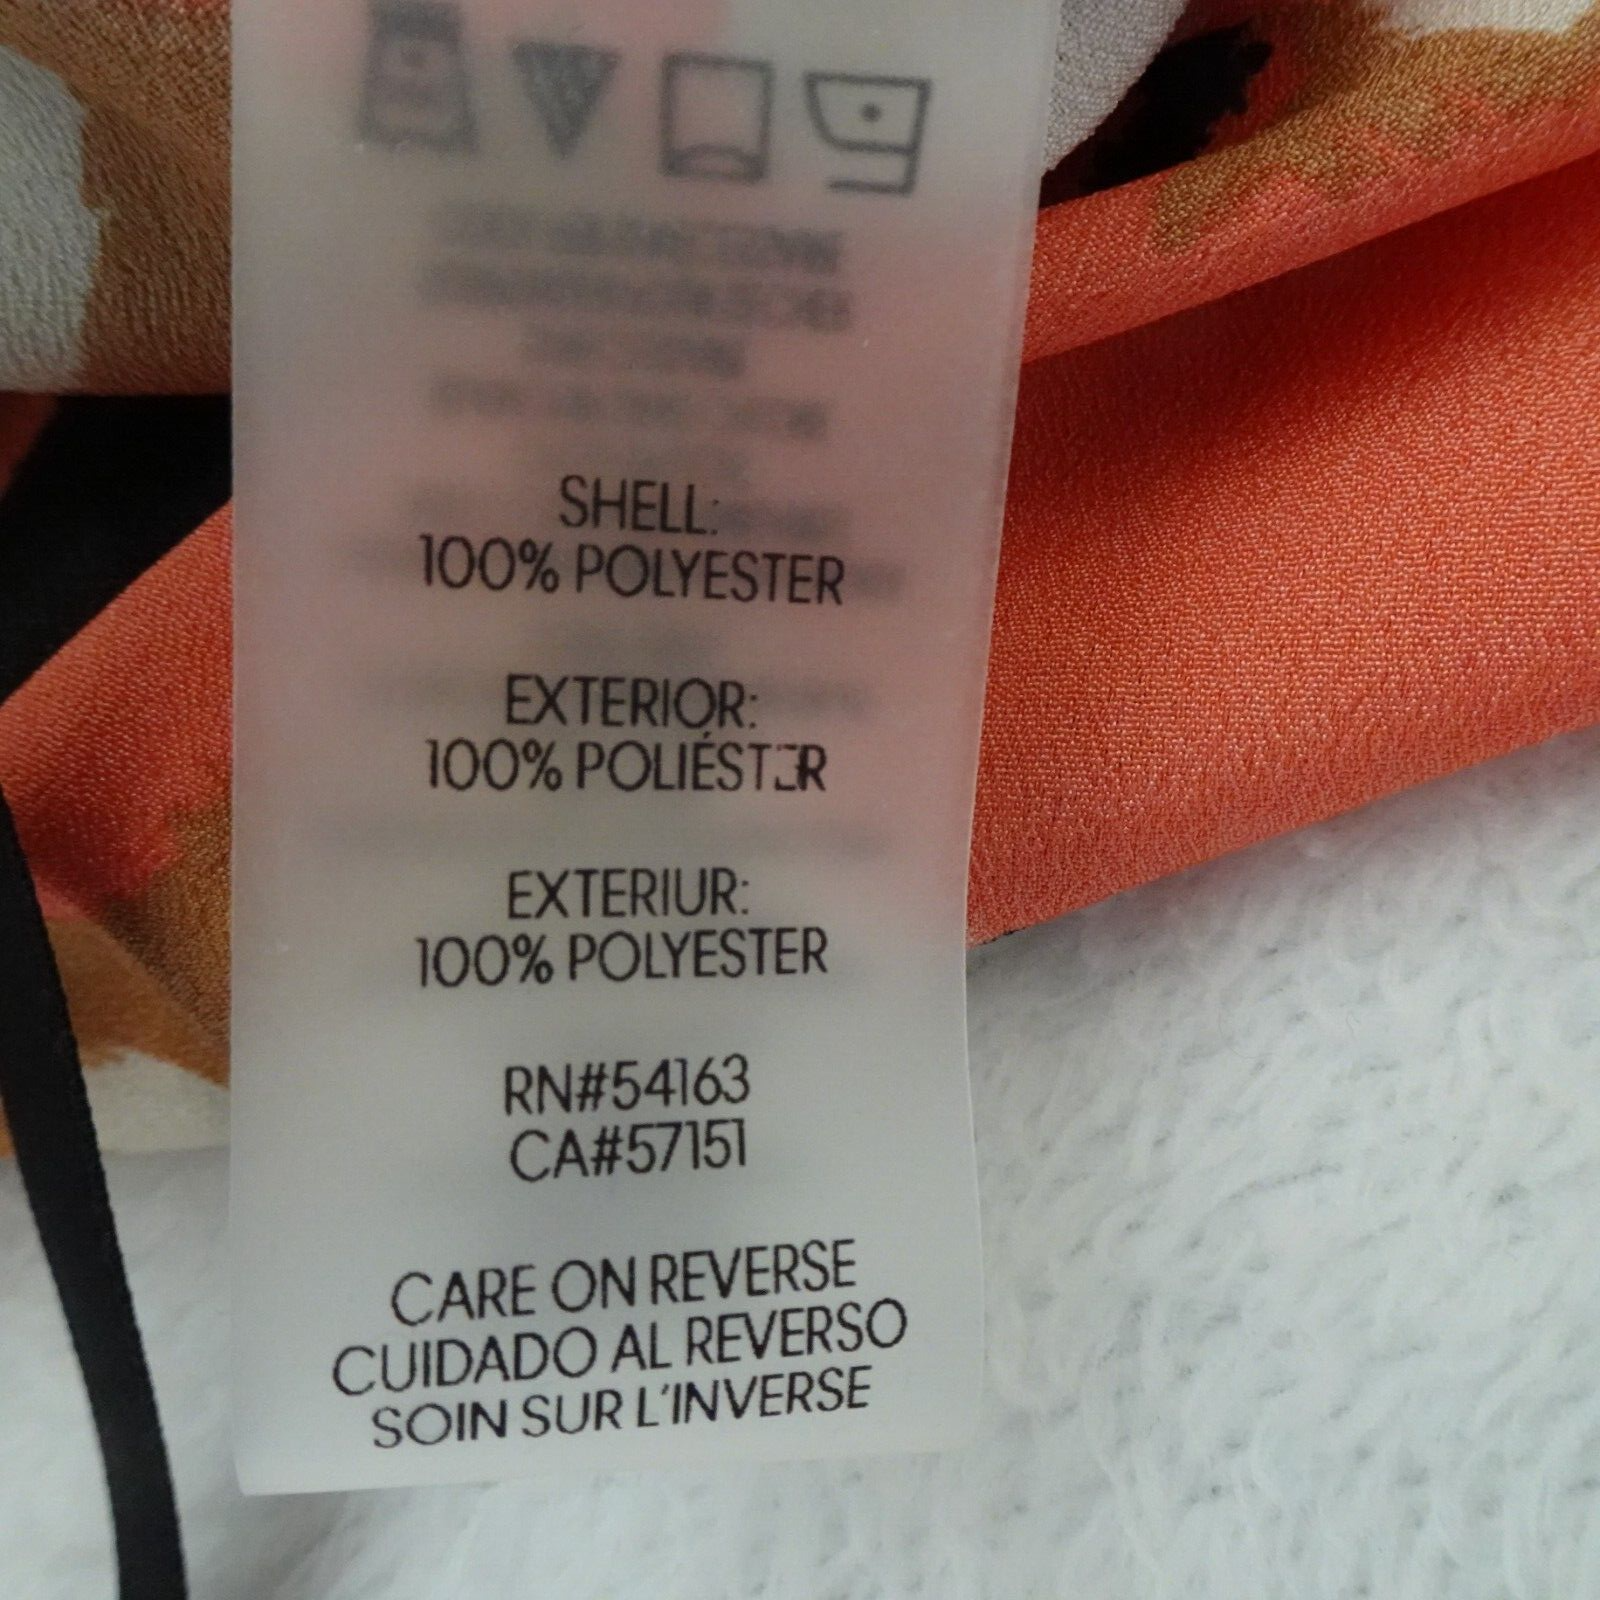 SHELL:
100% POLYESTER
EXTERIOR:
100% POLIÉSTER
EXTERIUR:
100% POLYESTER
RN#54163
CA#57151
CARE ON REVERSE
CUIDADO AL REVERSO
SOIN SUR L'INVERSE